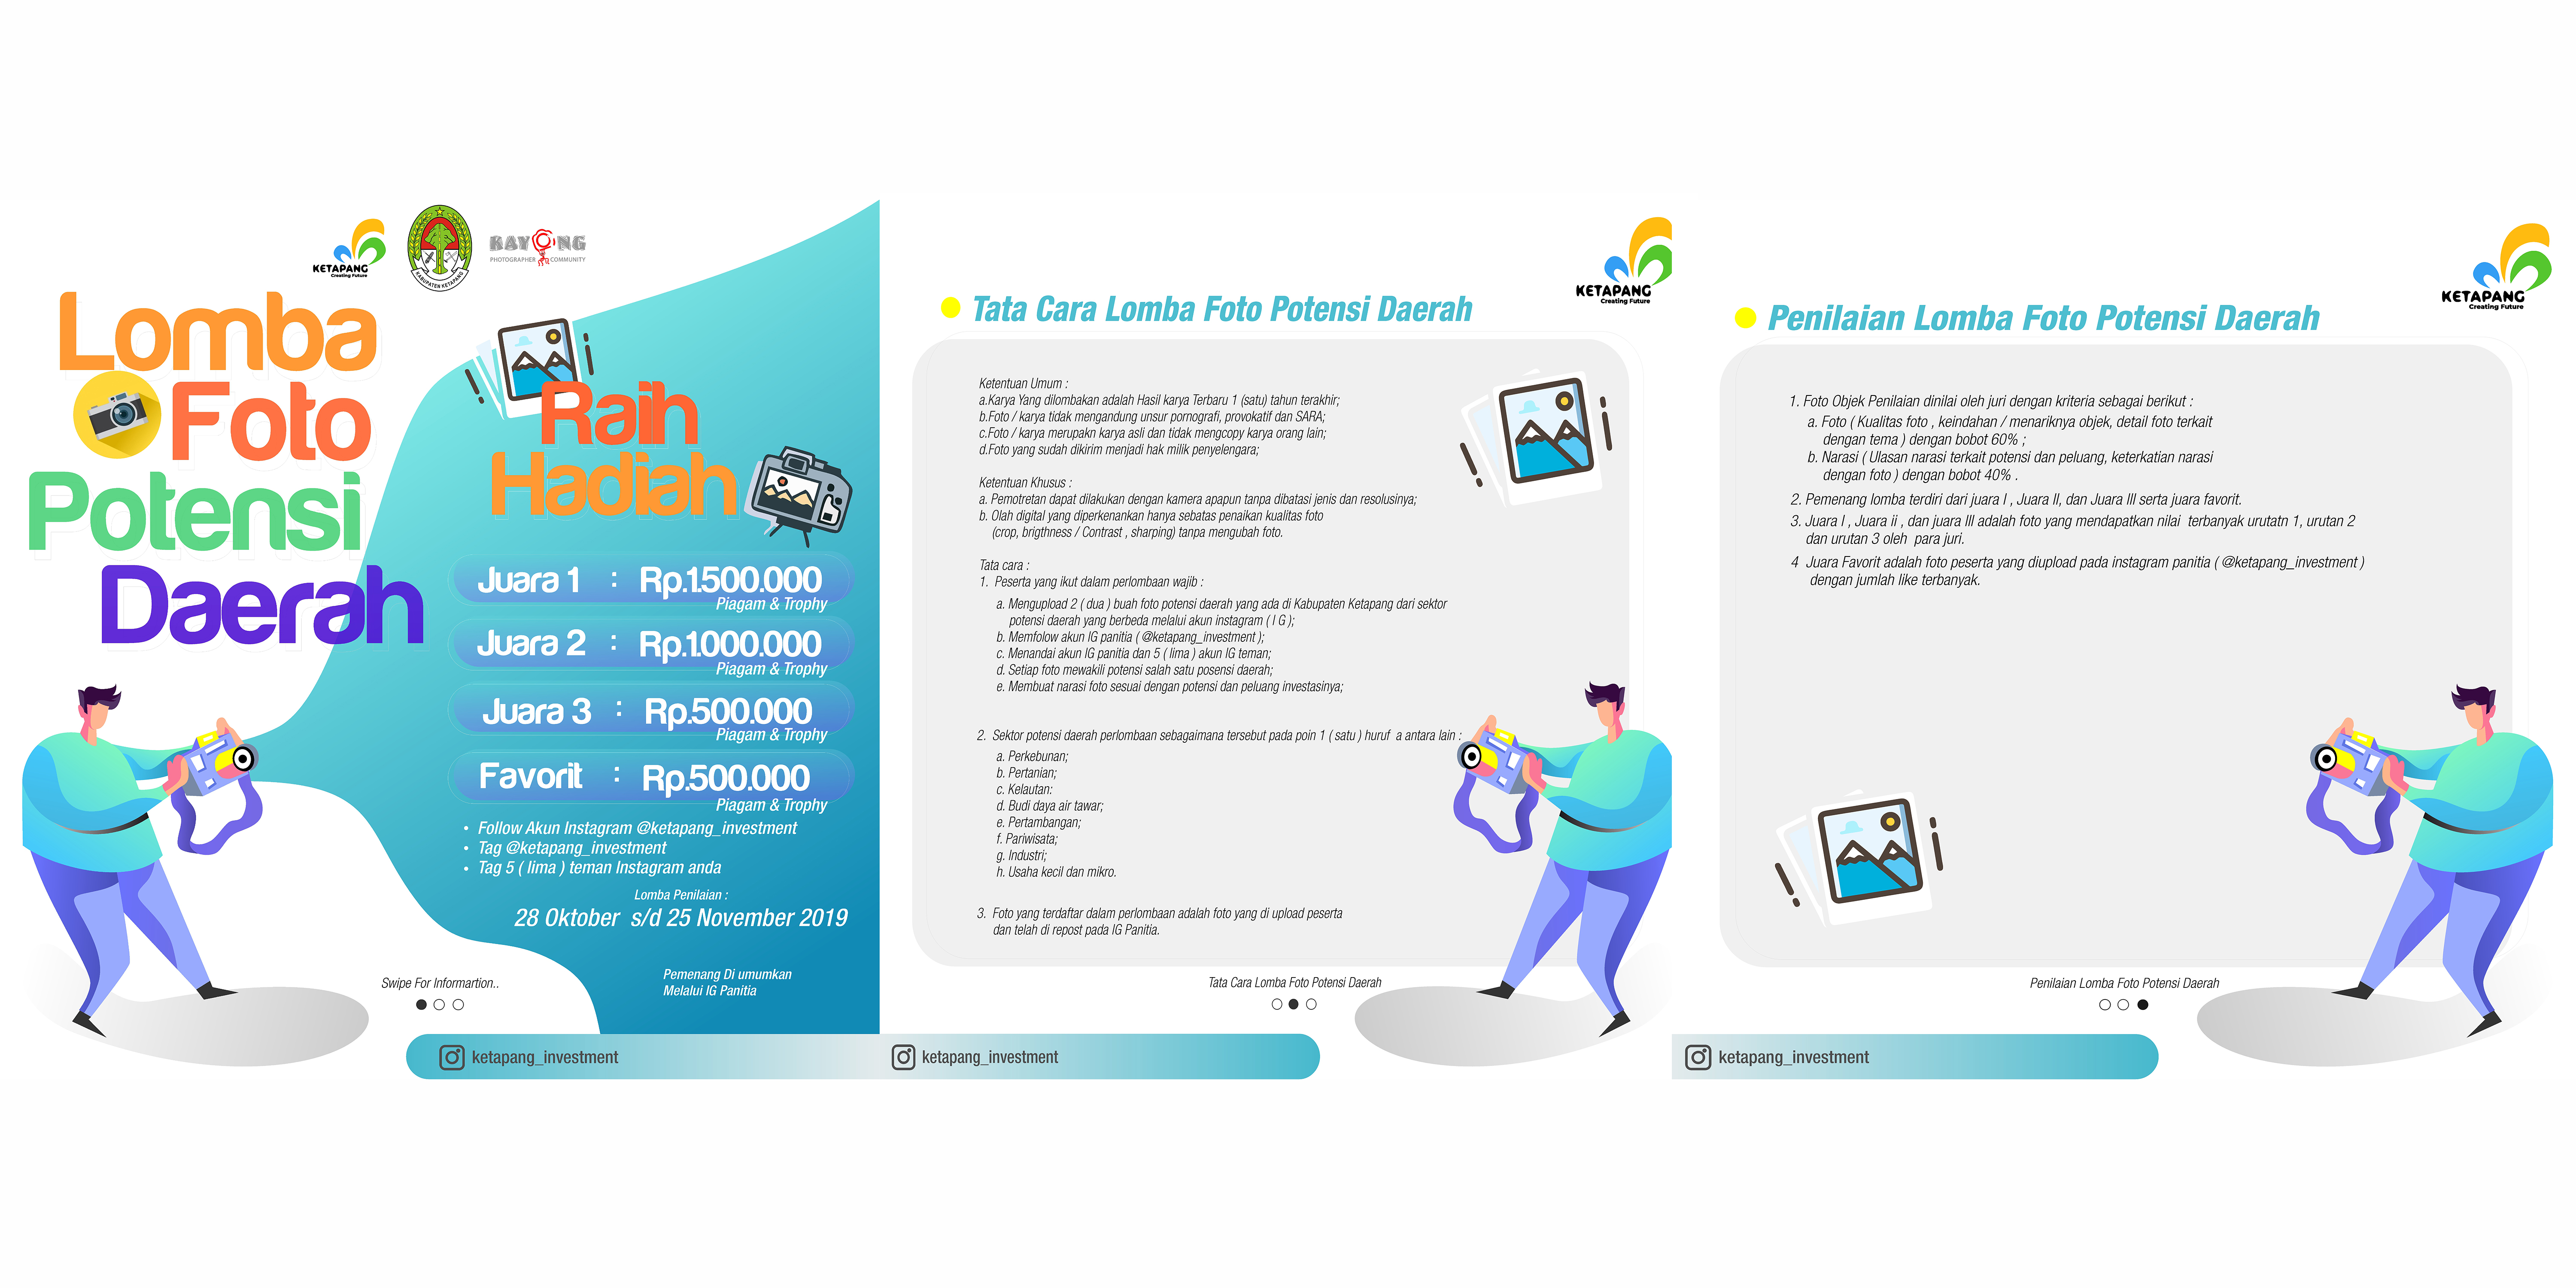 KETAPANG
Creating Future
KABUPATEN KETAPANG
RAYONG
PHOTOGRAPHER COMMUNITY
Lomba
Foto
Potensi
Daerah
Raih
Hadiah
Juara 1 : Rp.1.500.000
Piagam & Trophy
Juara 2 : Rp.1.000.000
Piagam & Trophy
Juara 3 : Rp.500.000
Piagam & Trophy
Favorit : Rp.500.000
Piagam & Trophy
• Follow Akun Instagram @ketapang_investment
• Tag @ketapang_investment
• Tag 5 ( lima ) teman Instagram anda
Lomba Penilaian :
28 Oktober s/d 25 November 2019
Pemenang Di umumkan
Melalui IG Panitia
Swipe For Informartion..
ketapang_investment
KETAPANG
Creating Future
Tata Cara Lomba Foto Potensi Daerah
Ketentuan Umum :
a.Karya Yang dilombakan adalah Hasil karya Terbaru 1 (satu) tahun terakhir;
b.Foto / karya tidak mengandung unsur pornografi, provokatif dan SARA;
c.Foto / karya merupakn karya asli dan tidak mengcopy karya orang lain;
d.Foto yang sudah dikirim menjadi hak milik penyelengara;
Ketentuan Khusus :
a. Pemotretan dapat dilakukan dengan kamera apapun tanpa dibatasi jenis dan resolusinya;
b. Olah digital yang diperkenankan hanya sebatas penaikan kualitas foto
(crop, brigthness / Contrast , sharping) tanpa mengubah foto.
Tata cara :
1. Peserta yang ikut dalam perlombaan wajib :
a. Mengupload 2 ( dua ) buah foto potensi daerah yang ada di Kabupaten Ketapang dari sektor
potensi daerah yang berbeda melalui akun instagram ( I G );
b. Memfolow akun IG panitia ( @ketapang_investment );
c. Menandai akun IG panitia dan 5 ( lima ) akun IG teman;
d. Setiap foto mewakili potensi salah satu posensi daerah;
e. Membuat narasi foto sesuai dengan potensi dan peluang investasinya;
2. Sektor potensi daerah perlombaan sebagaimana tersebut pada poin 1 ( satu ) huruf a antara lain :
a. Perkebunan;
b. Pertanian;
c. Kelautan:
d. Budi daya air tawar;
e. Pertambangan;
f. Pariwisata;
g. Industri;
h. Usaha kecil dan mikro.
3. Foto yang terdaftar dalam perlombaan adalah foto yang di upload peserta
dan telah di repost pada IG Panitia.
Tata Cara Lomba Foto Potensi Daerah
ketapang_investment
KETAPANG
Creating Future
Penilaian Lomba Foto Potensi Daerah
1. Foto Objek Penilaian dinilai oleh juri dengan kriteria sebagai berikut :
a. Foto ( Kualitas foto , keindahan / menariknya objek, detail foto terkait
dengan tema ) dengan bobot 60% ;
b. Narasi ( Ulasan narasi terkait potensi dan peluang, keterkatian narasi
dengan foto ) dengan bobot 40% .
2. Pemenang lomba terdiri dari juara I , Juara II, dan Juara III serta juara favorit.
3. Juara I , Juara ii , dan juara III adalah foto yang mendapatkan nilai terbanyak urutatn 1, urutan 2
dan urutan 3 oleh para juri.
4 Juara Favorit adalah foto peserta yang diupload pada instagram panitia ( @ketapang_investment )
dengan jumlah like terbanyak.
Penilaian Lomba Foto Potensi Daerah
ketapang_investment